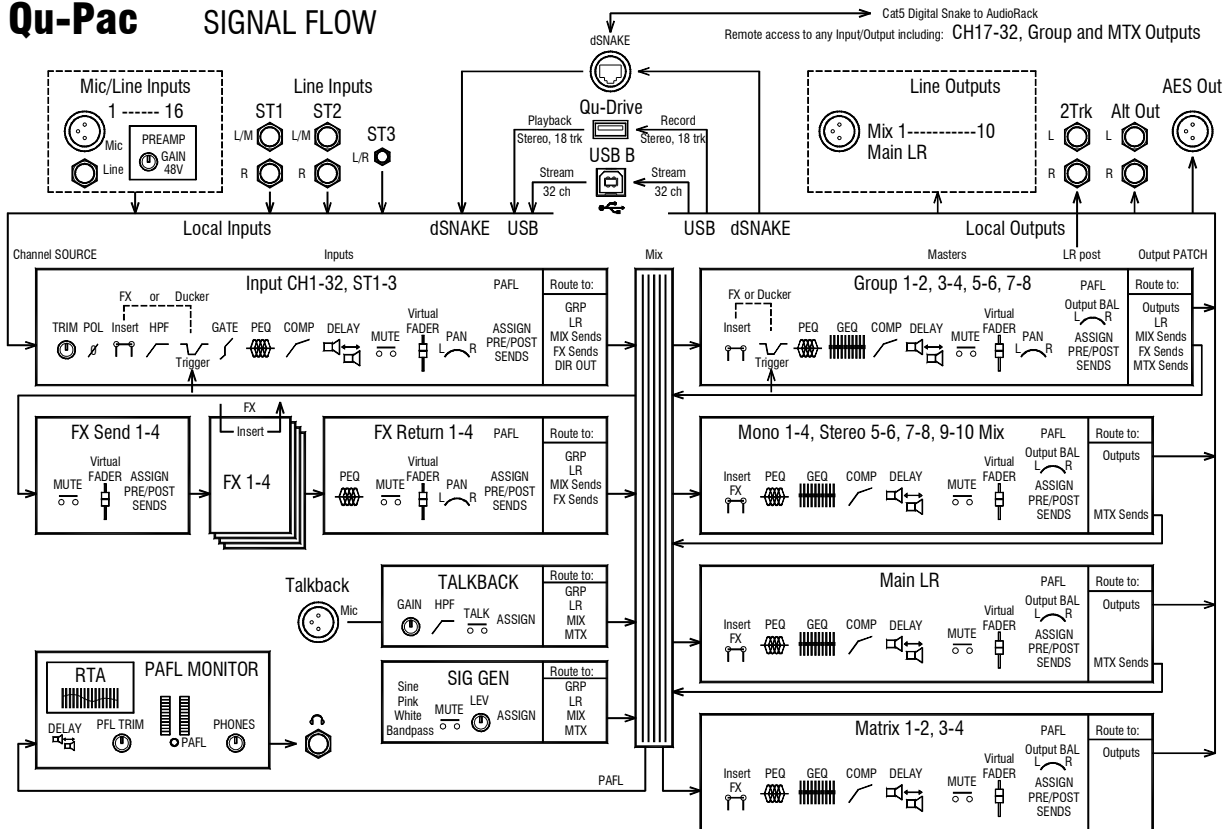 Qu-Pac SIGNAL FLOW
Cat5 Digital Snake to AudioRack
Remote access to any Input/Output including: CH17-32, Group and MTX Outputs
dSNAKE
Mic/Line Inputs
1 ------ 16
Mic
Line
PREAMP
GAIN
48V
Line Inputs
ST1 ST2
ST3
L/M
R
L/M
R
L/R
Qu-Drive
Playback
Stereo, 18 trk
Record
Stereo, 18 trk
USB B
Stream
32 ch
Stream
32 ch
Line Outputs
Mix 1-----------10
Main LR
2Trk Alt Out
L
R
L
R
AES Out
Local Inputs dSNAKE USB
USB dSNAKE Local Outputs
Channel SOURCE Inputs Mix Masters LR post Output PATCH
Input CH1-32, ST1-3 PAFL
FX or Ducker
TRIM POL Insert HPF GATE PEQ COMP DELAY MUTE
Trigger
Virtual
FADER
L PAN R
ASSIGN
PRE/POST
SENDS
Route to:
GRP
LR
MIX Sends
FX Sends
DIR OUT
Group 1-2, 3-4, 5-6, 7-8 PAFL
FX or Ducker
Insert PEQ GEQ COMP DELAY MUTE
Trigger
Virtual
FADER
L PAN R
Output BAL
L R
ASSIGN
PRE/POST
SENDS
Route to:
Outputs
LR
MIX Sends
FX Sends
MTX Sends
FX Send 1-4
MUTE
Virtual
FADER
ASSIGN
PRE/POST
SENDS
FX
Insert
FX 1-4
FX Return 1-4 PAFL
PEQ MUTE
Virtual
FADER
L PAN R
ASSIGN
PRE/POST
SENDS
Route to:
GRP
LR
MIX Sends
FX Sends
Mono 1-4, Stereo 5-6, 7-8, 9-10 Mix PAFL
Insert
FX
PEQ GEQ COMP DELAY MUTE
Virtual
FADER
Output BAL
L R
ASSIGN
PRE/POST
SENDS
Route to:
Outputs
MTX Sends
Talkback
Mic
TALKBACK
GAIN HPF TALK ASSIGN
Route to:
GRP
LR
MIX
MTX
Main LR PAFL
Insert
FX
PEQ GEQ COMP DELAY MUTE
Virtual
FADER
Output BAL
L R
ASSIGN
PRE/POST
SENDS
Route to:
Outputs
MTX Sends
RTA PAFL MONITOR
DELAY PFL TRIM PAFL PHONES
SIG GEN
Sine
Pink
White
Bandpass
MUTE LEV ASSIGN
Route to:
GRP
LR
MIX
MTX
PAFL
Matrix 1-2, 3-4 PAFL
Insert
FX
PEQ GEQ COMP DELAY MUTE
Virtual
FADER
Output BAL
L R
ASSIGN
PRE/POST
SENDS
Route to:
Outputs